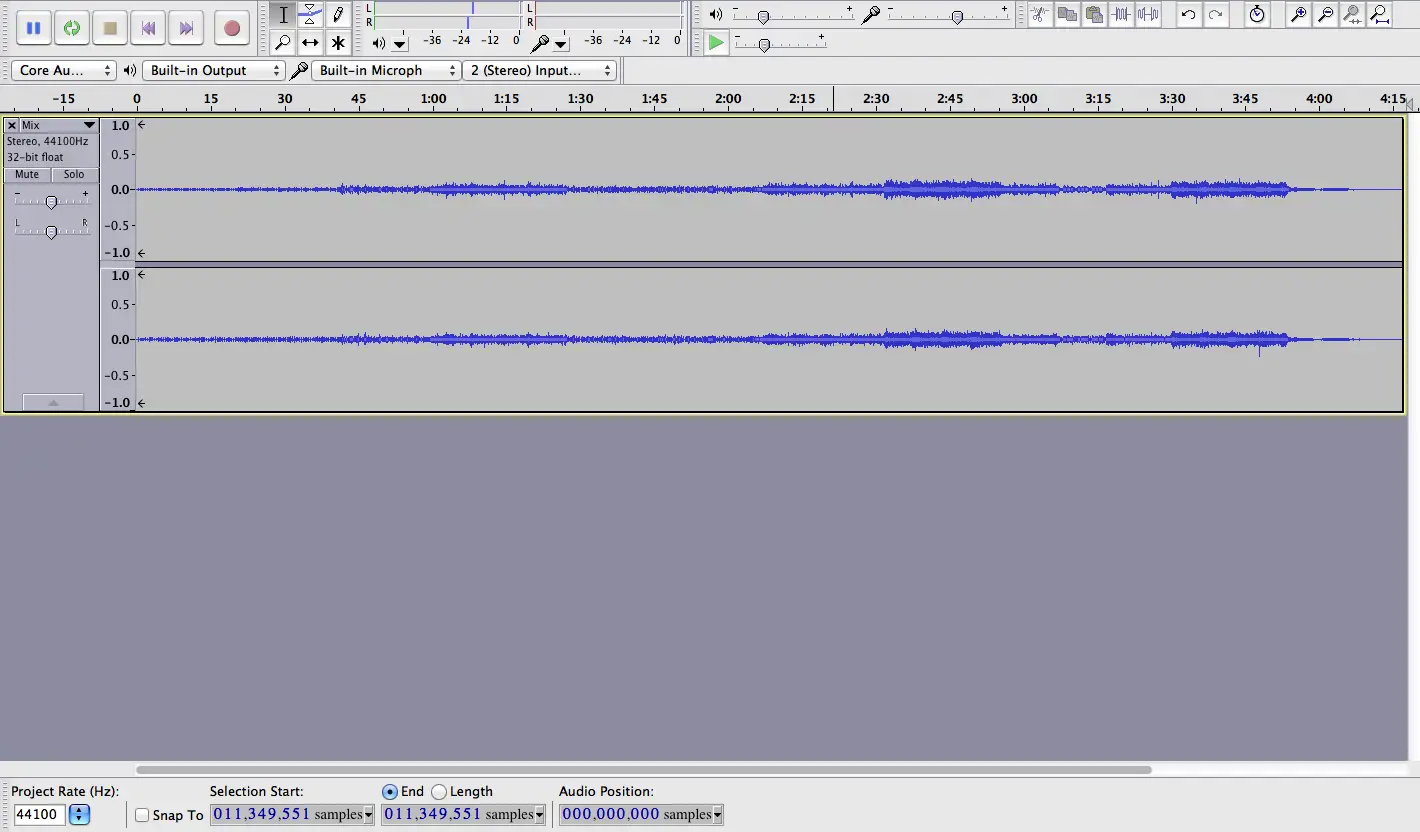 L L
R R
-36 -24 -12 0 -36 -24 -12 0
- + - +
- +
Core Au... Built-in Output Built-in Microph 2 (Stereo) Input...
-15 0 15 30 45 1:00 1:15 1:30 1:45 2:00 2:15 2:30 2:45 3:00 3:15 3:30 3:45 4:00 4:15
Mix
Stereo, 44100Hz
32-bit float
Mute Solo
- +
L R
1.0
0.5
0.0
-0.5
-1.0
1.0
0.5
0.0
-0.5
-1.0
Project Rate (Hz): Selection Start: End Length Audio Position:
44100 Snap To 011,349,551 samples 011,349,551 samples 000,000,000 samples